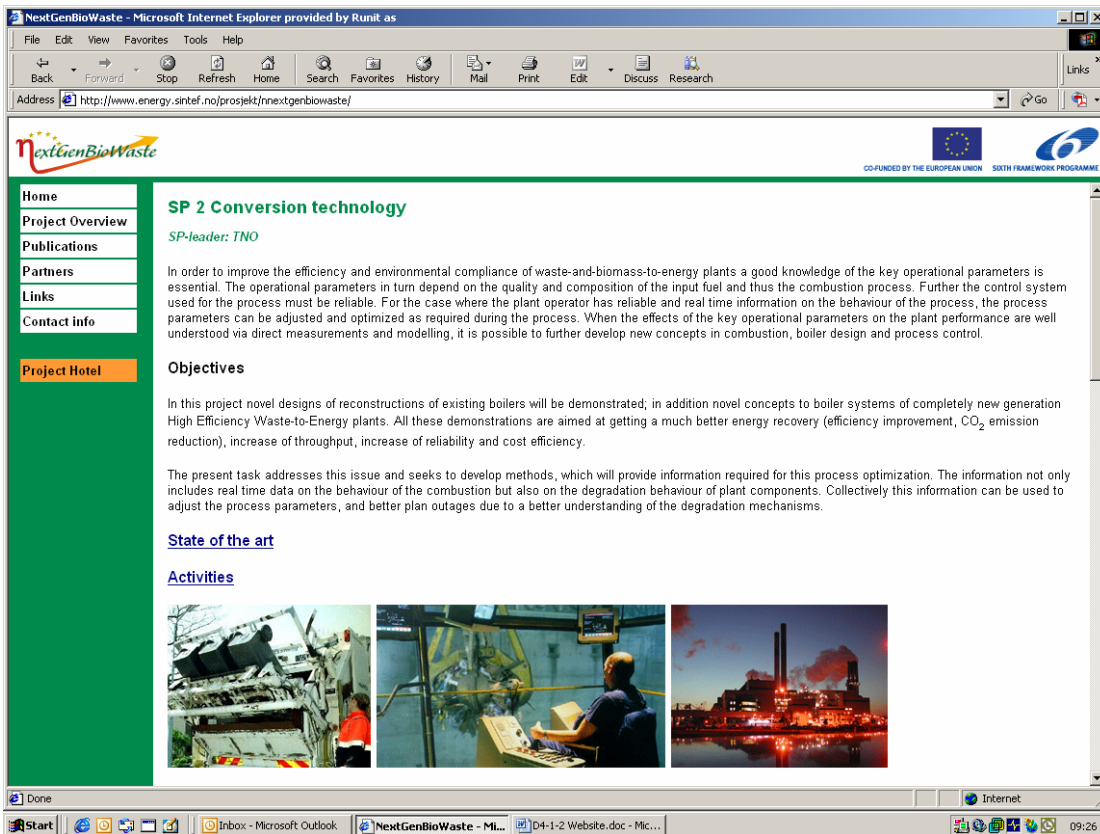 NextGenBioWaste - Microsoft Internet Explorer provided by Runit as
File Edit View Favorites Tools Help
Back Forward Stop Refresh Home Search Favorites History Mail Print Edit Discuss Research Links
Address http://www.energy.sintef.no/prosjekt/nnextgenbiowaste/ Go
nextGenBioWaste
CO-FUNDED BY THE EUROPEAN UNION SIXTH FRAMEWORK PROGRAMME
Home
Project Overview
Publications
Partners
Links
Contact info
Project Hotel
SP 2 Conversion technology
SP-leader: TNO
In order to improve the efficiency and environmental compliance of waste-and-biomass-to-energy plants a good knowledge of the key operational parameters is
essential. The operational parameters in turn depend on the quality and composition of the input fuel and thus the combustion process. Further the control system
used for the process must be reliable. For the case where the plant operator has reliable and real time information on the behaviour of the process, the process
parameters can be adjusted and optimized as required during the process. When the effects of the key operational parameters on the plant performance are well
understood via direct measurements and modelling, it is possible to further develop new concepts in combustion, boiler design and process control.
Objectives
In this project novel designs of reconstructions of existing boilers will be demonstrated; in addition novel concepts to boiler systems of completely new generation
High Efficiency Waste-to-Energy plants. All these demonstrations are aimed at getting a much better energy recovery (efficiency improvement, CO2 emission
reduction), increase of throughput, increase of reliability and cost efficiency.
The present task addresses this issue and seeks to develop methods, which will provide information required for this process optimization. The information not only
includes real time data on the behaviour of the combustion but also on the degradation behaviour of plant components. Collectively this information can be used to
adjust the process parameters, and better plan outages due to a better understanding of the degradation mechanisms.
State of the art
Activities
Done Internet
Start Inbox - Microsoft Outlook NextGenBioWaste - Mi... D4-1-2 Website.doc - Mic... 09:26